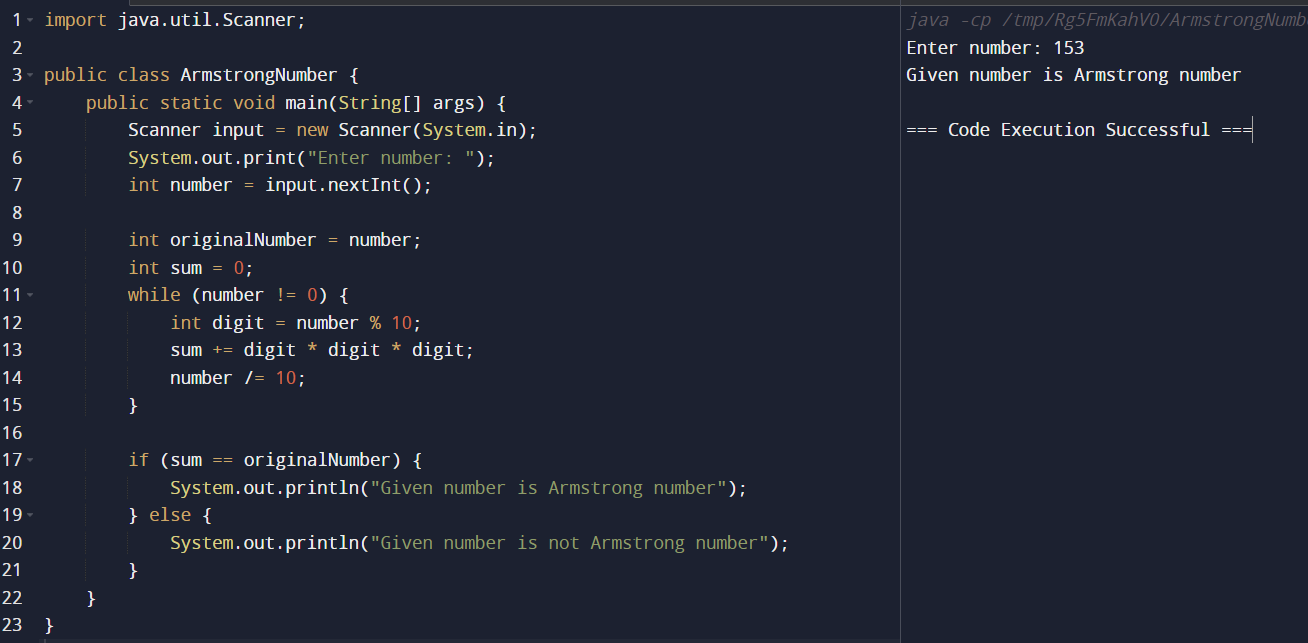 1 import java.util.Scanner;
2
3 public class ArmstrongNumber {
4     public static void main(String[] args) {
5         Scanner input = new Scanner(System.in);
6         System.out.print("Enter number: ");
7         int number = input.nextInt();
8
9         int originalNumber = number;
10         int sum = 0;
11         while (number != 0) {
12             int digit = number % 10;
13             sum += digit * digit * digit;
14             number /= 10;
15         }
16
17         if (sum == originalNumber) {
18             System.out.println("Given number is Armstrong number");
19         } else {
20             System.out.println("Given number is not Armstrong number");
21         }
22     }
23 }
java -cp /tmp/Rg5FmKahV0/ArmstrongNumb
Enter number: 153
Given number is Armstrong number
=== Code Execution Successful ===